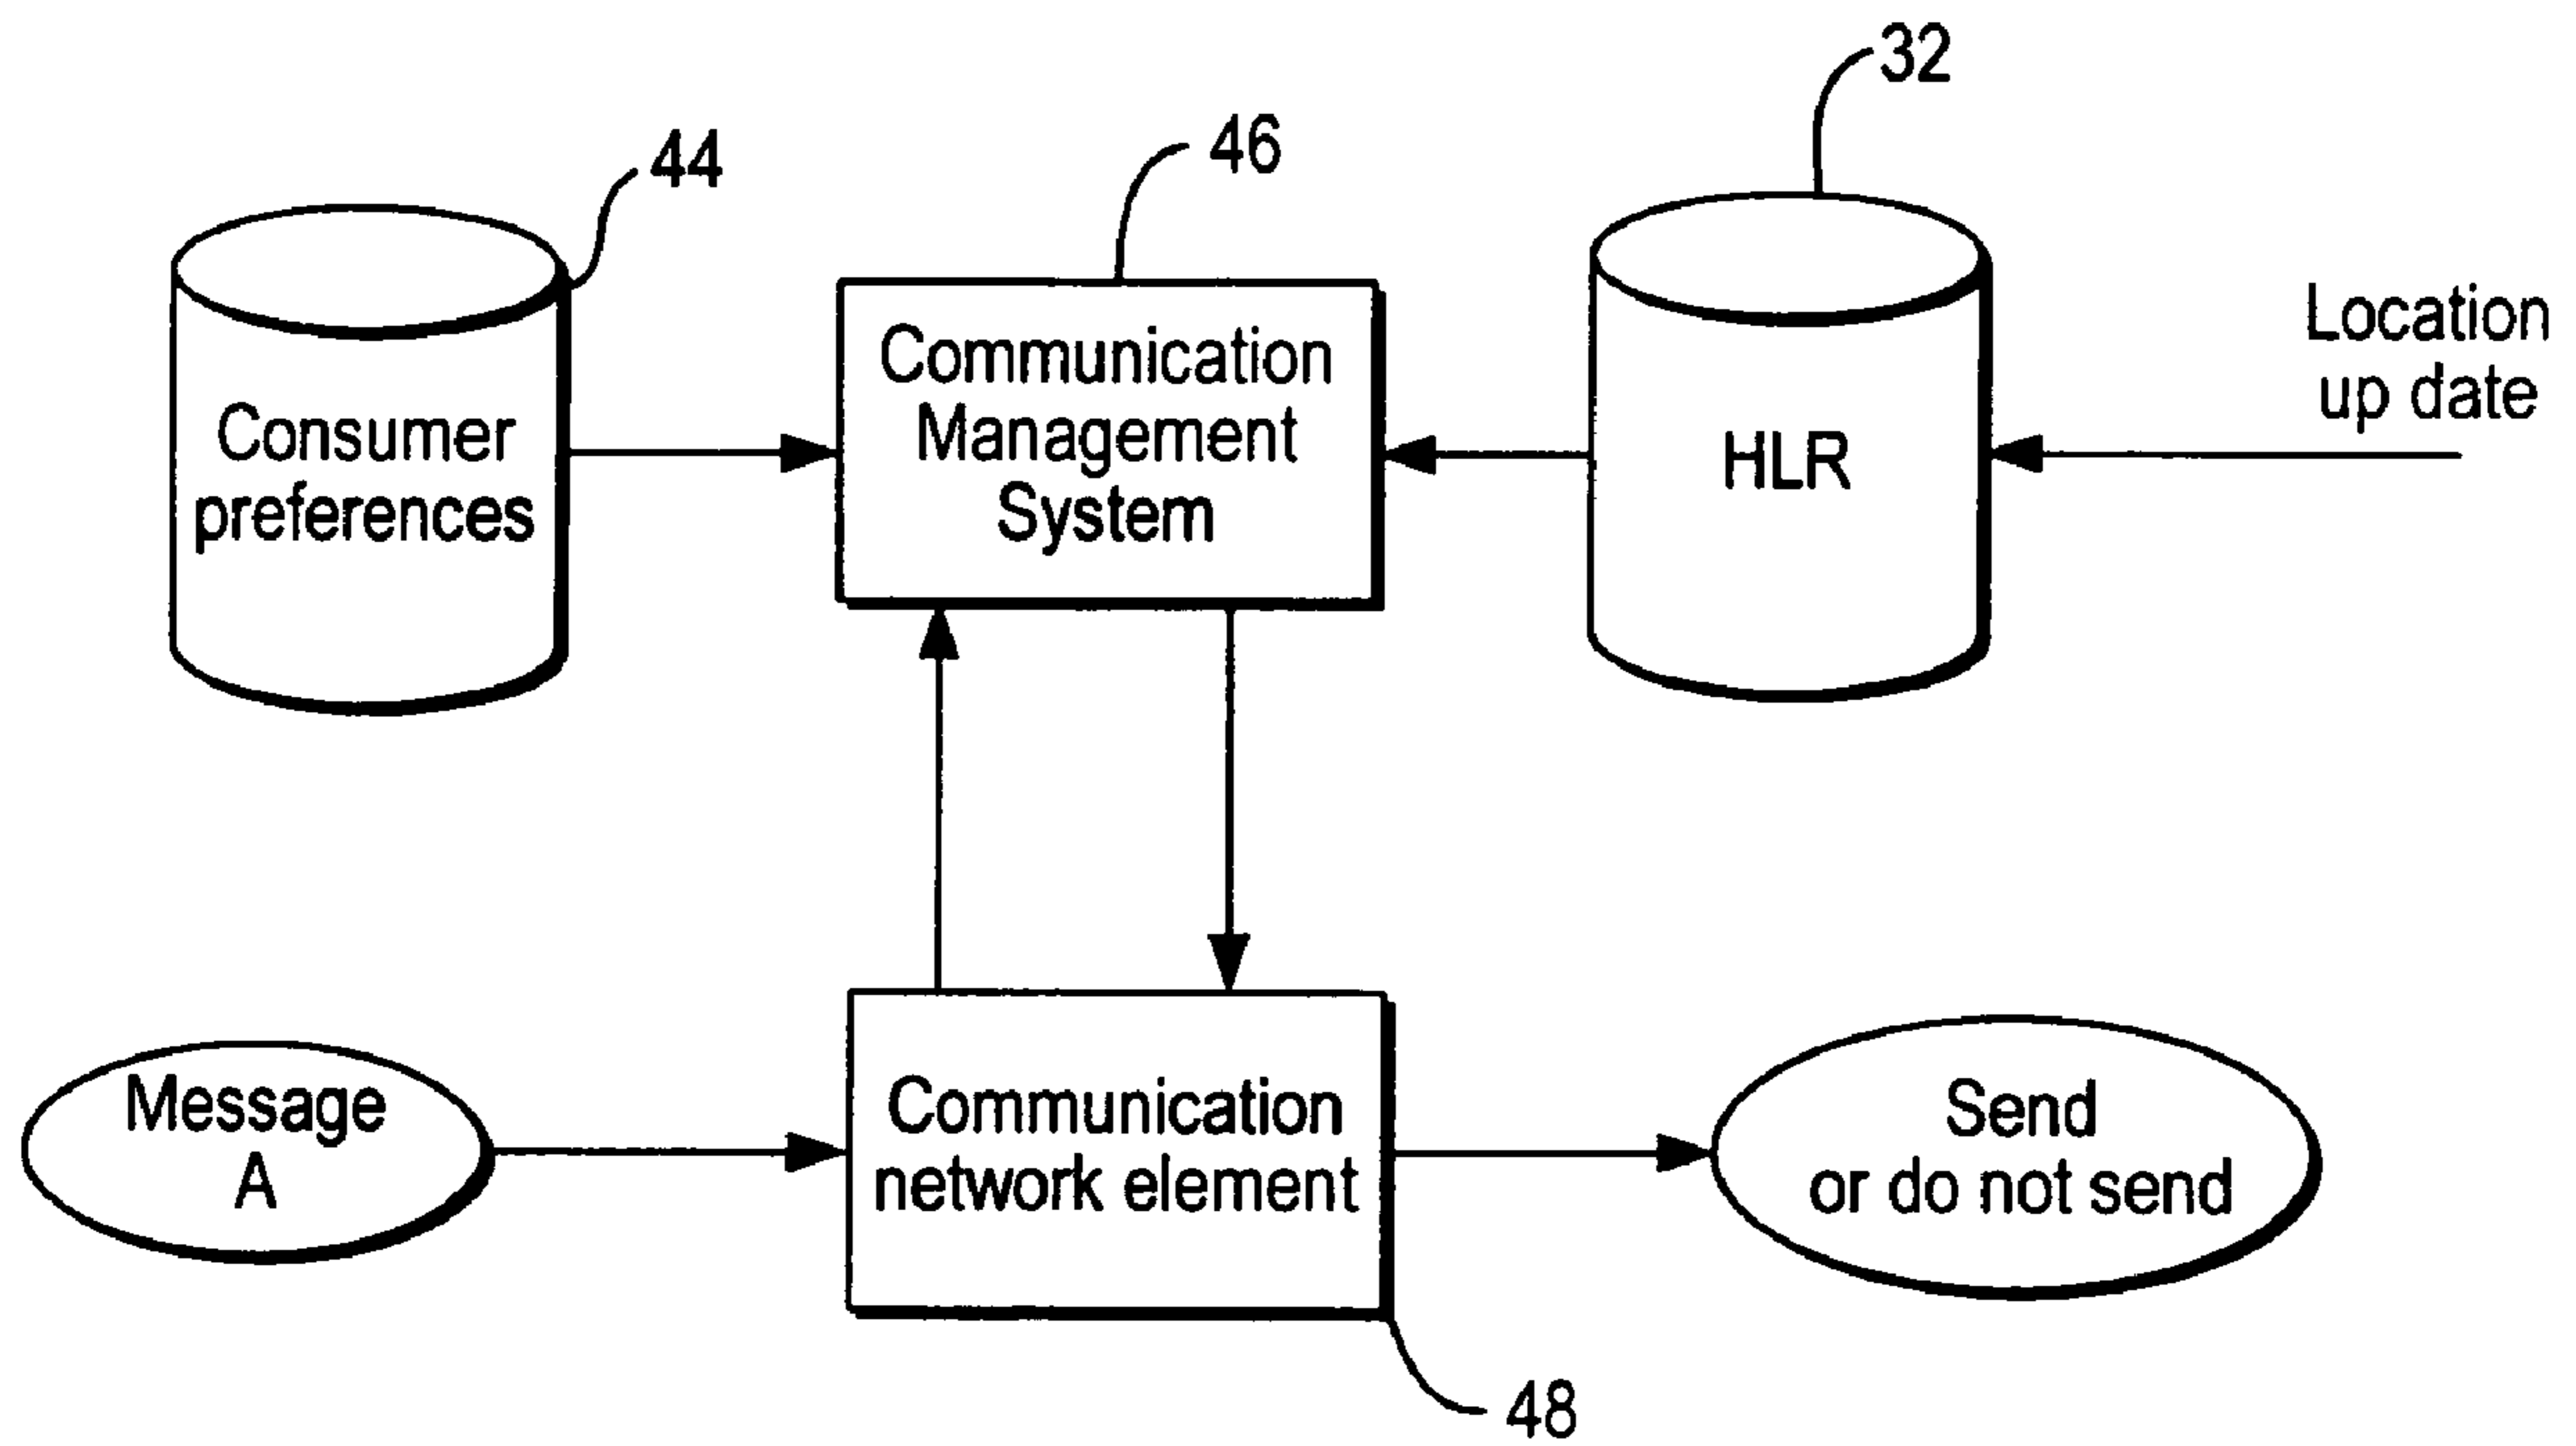 32
46
44
Location
up date
Communication
Management
System
Consumer
preferences
HLR
Message
A
Communication
network element
Send
or do not send
48